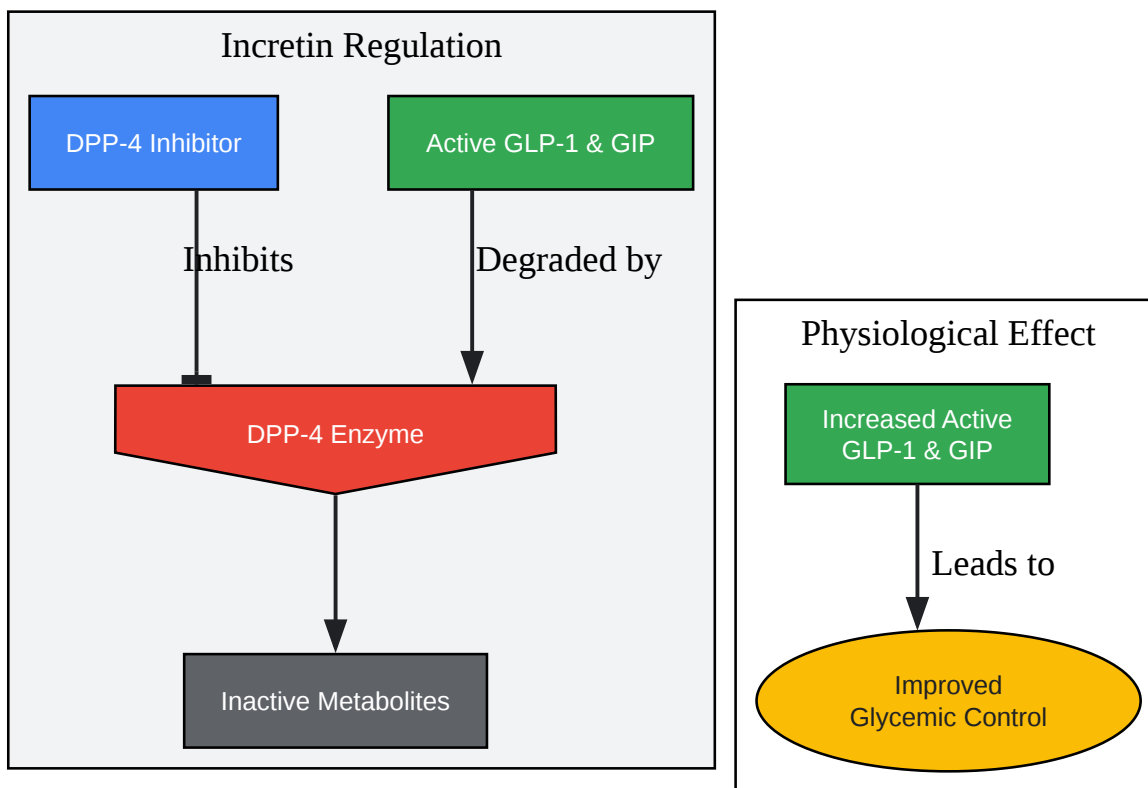 Incretin Regulation
DPP-4 Inhibitor
Active GLP-1 & GIP
Inhibits
Degraded by
DPP-4 Enzyme
Inactive Metabolites
Physiological Effect
Increased Active
GLP-1 & GIP
Leads to
Improved
Glycemic Control